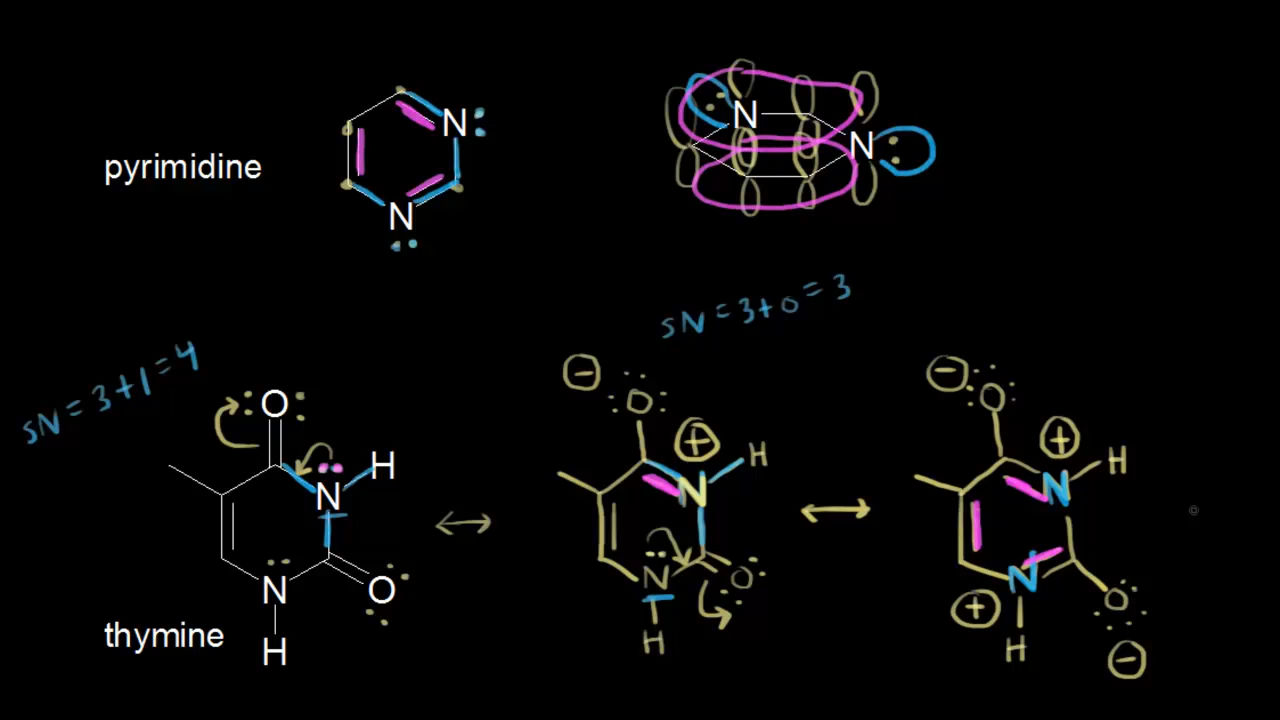 pyrimidine
N
N
N
N
SN = 3+0 = 3
SN = 3+1 = 4
thymine
O
H
N
O
N
H
− O
+ H
N
N O
H
− O
+ H
N
N
+ O
H −